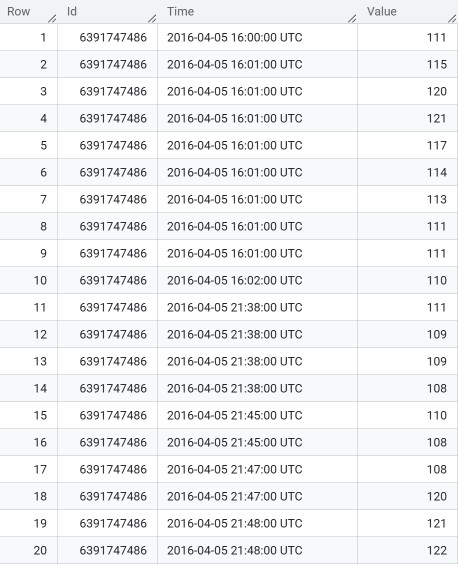 Row Id Time Value
1 6391747486 2016-04-05 16:00:00 UTC 111
2 6391747486 2016-04-05 16:01:00 UTC 115
3 6391747486 2016-04-05 16:01:00 UTC 120
4 6391747486 2016-04-05 16:01:00 UTC 121
5 6391747486 2016-04-05 16:01:00 UTC 117
6 6391747486 2016-04-05 16:01:00 UTC 114
7 6391747486 2016-04-05 16:01:00 UTC 113
8 6391747486 2016-04-05 16:01:00 UTC 111
9 6391747486 2016-04-05 16:01:00 UTC 111
10 6391747486 2016-04-05 16:02:00 UTC 110
11 6391747486 2016-04-05 21:38:00 UTC 111
12 6391747486 2016-04-05 21:38:00 UTC 109
13 6391747486 2016-04-05 21:38:00 UTC 109
14 6391747486 2016-04-05 21:38:00 UTC 108
15 6391747486 2016-04-05 21:45:00 UTC 110
16 6391747486 2016-04-05 21:45:00 UTC 108
17 6391747486 2016-04-05 21:47:00 UTC 108
18 6391747486 2016-04-05 21:47:00 UTC 120
19 6391747486 2016-04-05 21:48:00 UTC 121
20 6391747486 2016-04-05 21:48:00 UTC 122